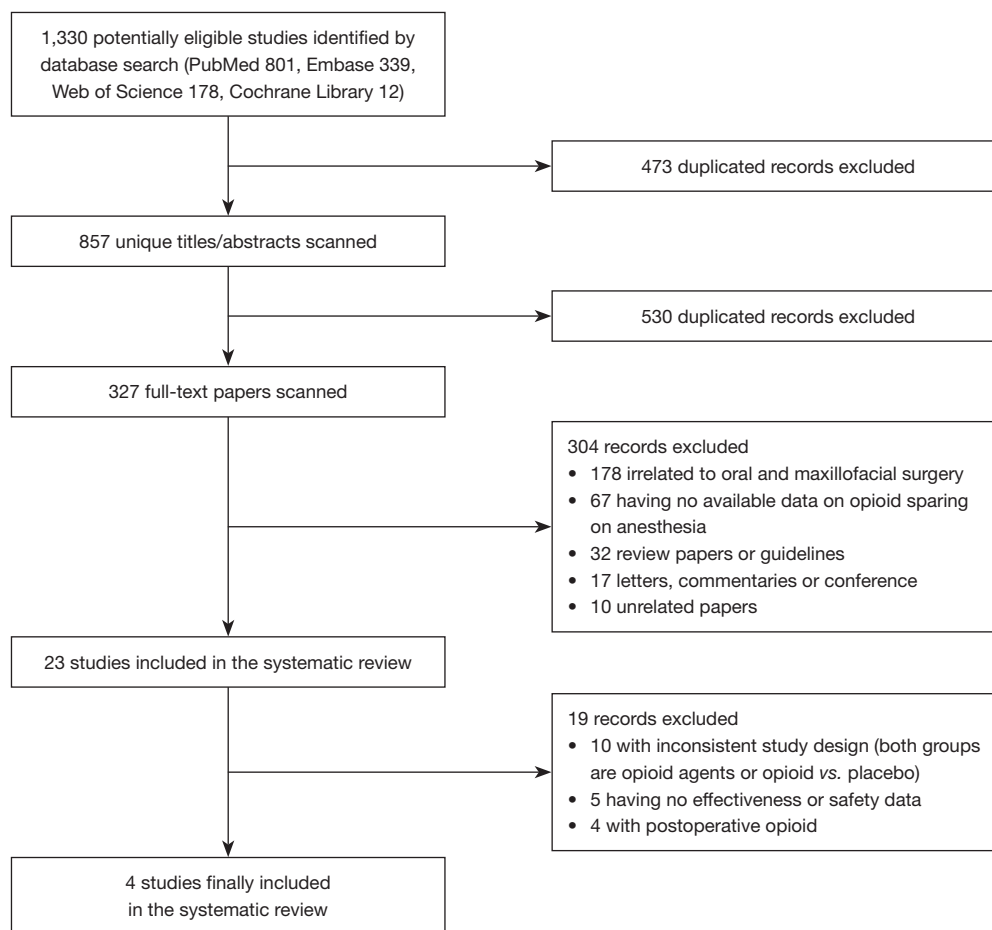 1,330 potentially eligible studies identified by
database search (PubMed 801, Embase 339,
Web of Science 178, Cochrane Library 12)
473 duplicated records excluded
857 unique titles/abstracts scanned
530 duplicated records excluded
327 full-text papers scanned
304 records excluded
• 178 irrelated to oral and maxillofacial surgery
• 67 having no available data on opioid sparing
on anesthesia
• 32 review papers or guidelines
• 17 letters, commentaries or conference
• 10 unrelated papers
23 studies included in the systematic review
19 records excluded
• 10 with inconsistent study design (both groups
are opioid agents or opioid vs. placebo)
• 5 having no effectiveness or safety data
• 4 with postoperative opioid
4 studies finally included
in the systematic review